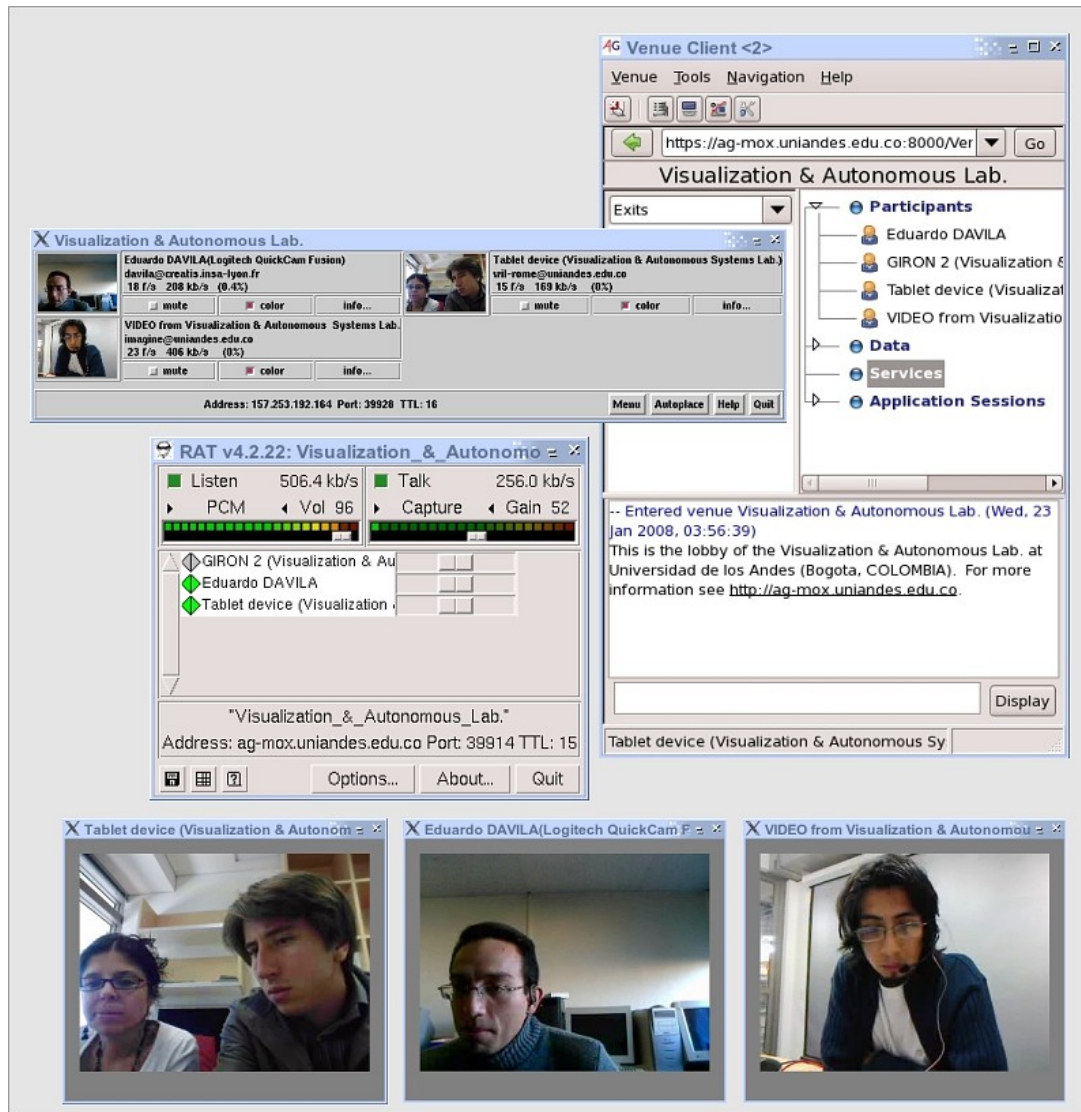 AG Venue Client <2>
Venue Tools Navigation Help
https://ag-mox.uniandes.edu.co:8000/Ver Go
Visualization & Autonomous Lab.
Exits
Participants
Eduardo DAVILA
GIRON 2 (Visualization &
Tablet device (Visualizat
VIDEO from Visualizatio
Data
Services
Application Sessions
-- Entered venue Visualization & Autonomous Lab. (Wed, 23
Jan 2008, 03:56:39)
This is the lobby of the Visualization & Autonomous Lab. at
Universidad de los Andes (Bogota, COLOMBIA). For more
information see http://ag-mox.uniandes.edu.co.
Display
Tablet device (Visualization & Autonomous Sy
Visualization & Autonomous Lab.
Eduardo DAVILA(Logitech QuickCam Fusion)
davila@creatis.insa-lyon.fr
18 f/s 208 kb/s (0.4%)
mute color info...
Tablet device (Visualization & Autonomous Systems Lab.)
vril-rome@uniandes.edu.co
15 f/s 169 kb/s (0%)
mute color info...
VIDEO from Visualization & Autonomous Systems Lab.
imagine@uniandes.edu.co
23 f/s 406 kb/s (0%)
mute color info...
Address: 157.253.192.164 Port: 39928 TTL: 16 Menu Autoplace Help Quit
RAT v4.2.22: Visualization_&_Autonomo
Listen 506.4 kb/s Talk 256.0 kb/s
PCM Vol 96 Capture Gain 52
GIRON 2 (Visualization & Au
Eduardo DAVILA
Tablet device (Visualization
"Visualization_&_Autonomous_Lab."
Address: ag-mox.uniandes.edu.co Port: 39914 TTL: 15
Options... About... Quit
Tablet device (Visualization & Autonom
Eduardo DAVILA(Logitech QuickCam F
VIDEO from Visualization & Autonomou